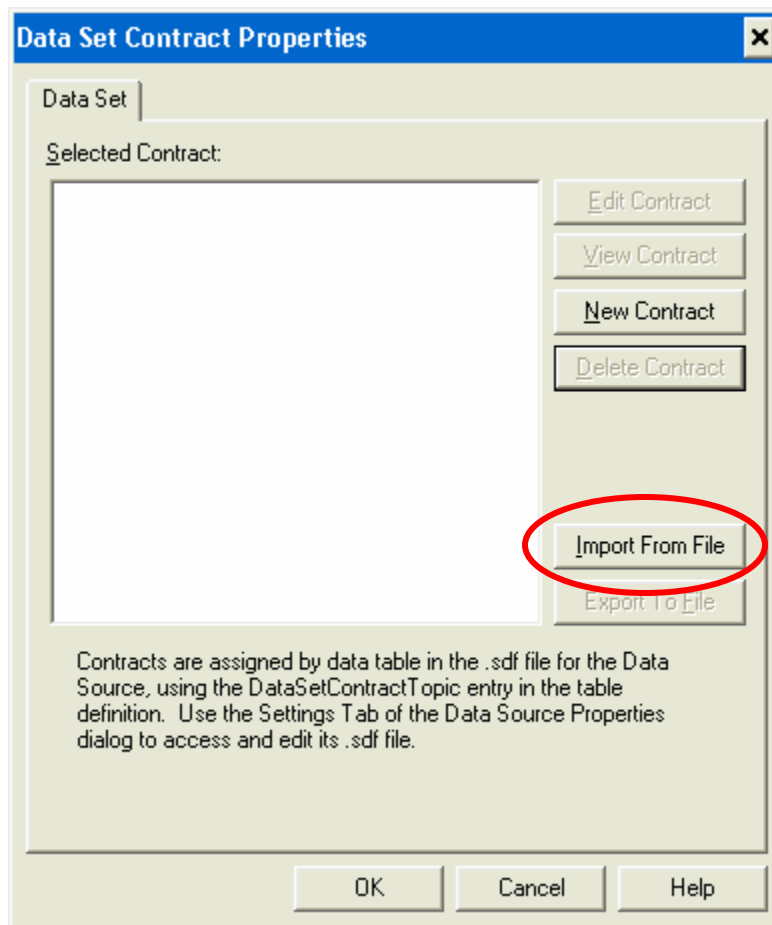 Data Set Contract Properties
Data Set
Selected Contract:
Edit Contract
View Contract
New Contract
Delete Contract
Import From File
Export To File
Contracts are assigned by data table in the .sdf file for the Data
Source, using the DataSetContractTopic entry in the table
definition. Use the Settings Tab of the Data Source Properties
dialog to access and edit its .sdf file.
OK
Cancel
Help